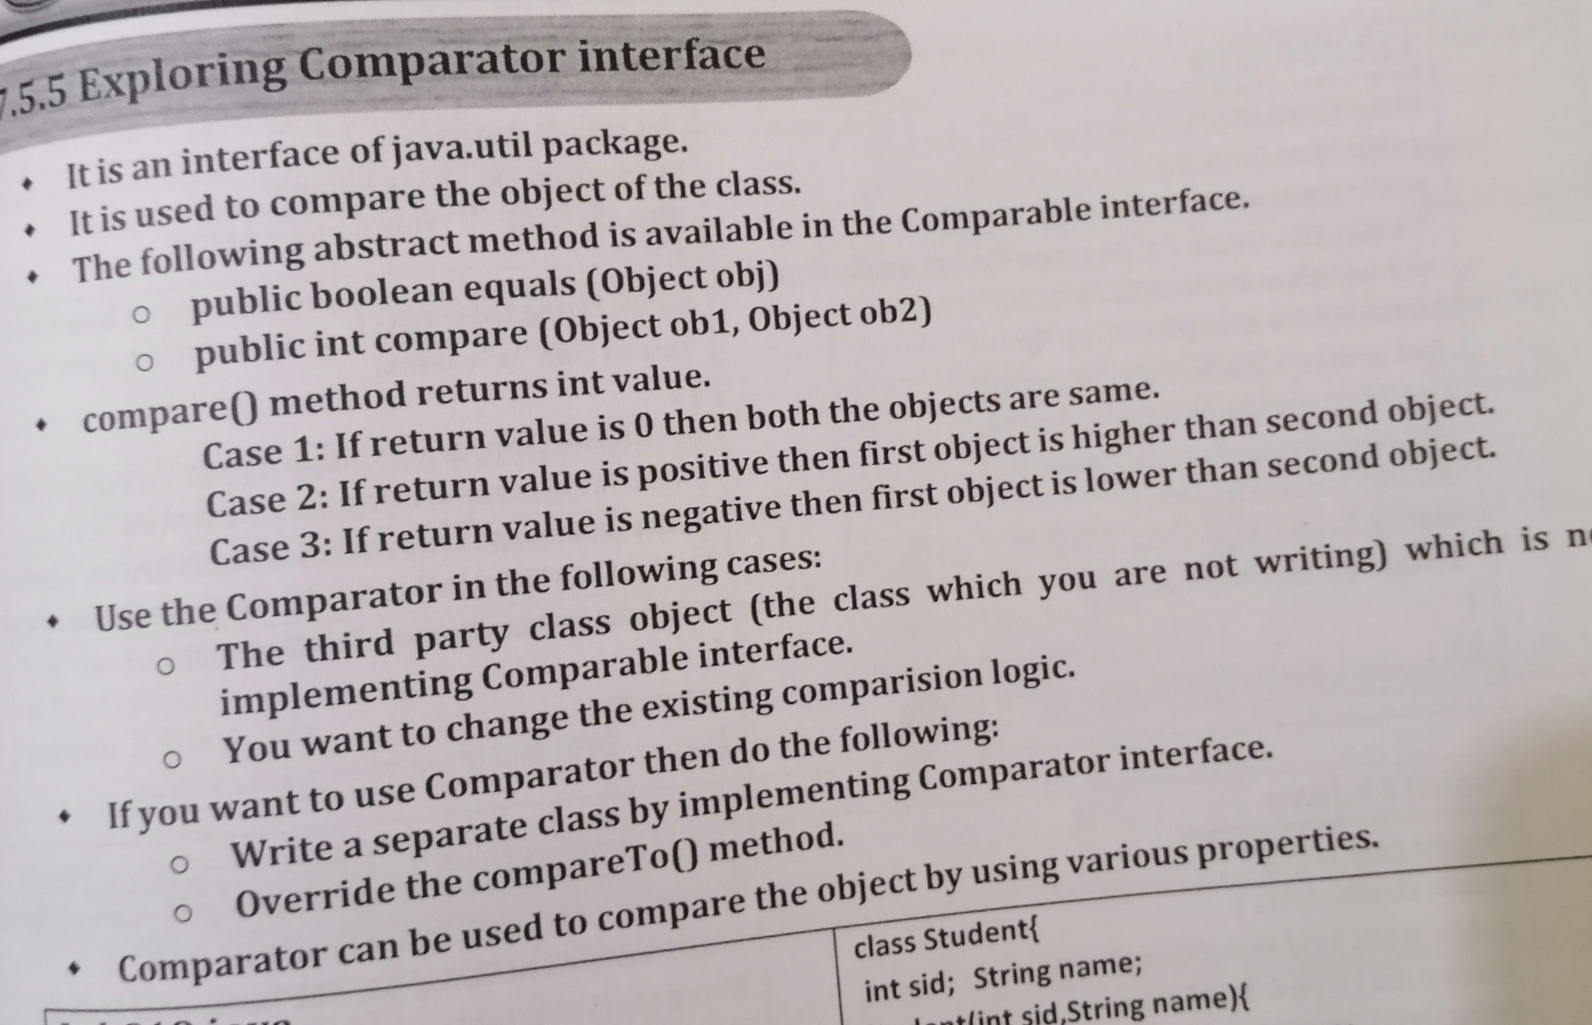 7.5.5 Exploring Comparator interface
It is an interface of java.util package.
It is used to compare the object of the class.
The following abstract method is available in the Comparable interface.
public boolean equals (Object obj)
public int compare (Object ob1, Object ob2)
compare() method returns int value.
Case 1: If return value is 0 then both the objects are same.
Case 2: If return value is positive then first object is higher than second object.
Case 3: If return value is negative then first object is lower than second object.
Use the Comparator in the following cases:
The third party class object (the class which you are not writing) which is
implementing Comparable interface.
You want to change the existing comparision logic.
If you want to use Comparator then do the following:
Write a separate class by implementing Comparator interface.
Override the compareTo() method.
Comparator can be used to compare the object by using various properties.
class Student{
int sid; String name;
sid,String name){